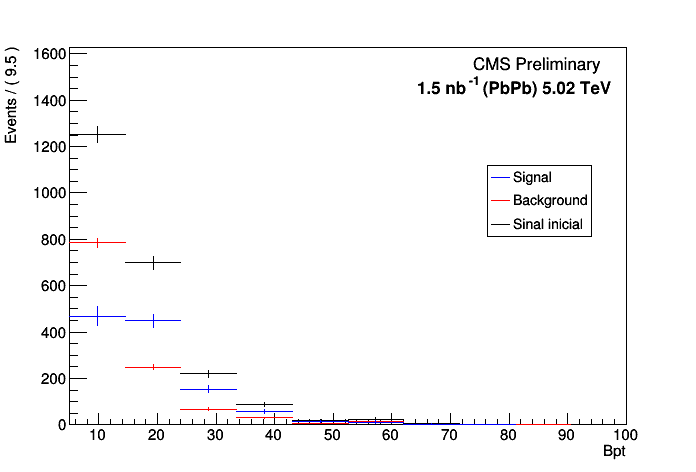 CMS Preliminary
1.5 nb⁻¹ (PbPb) 5.02 TeV
Events / ( 9.5 )
1600
1400
1200
1000
800
600
400
200
0
Signal
Background
Sinal inicial
10 20 30 40 50 60 70 80 90 100
Bpt